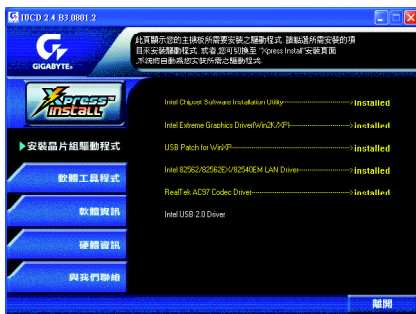 IUCD 2.4 B3.0801.2
GIGABYTE
此頁顯示您的主機板所需要安裝之驅動程式. 請點選所需安裝的項
目來安裝驅動程式. 或者,您可切換至 "Xpress Install"安裝頁面
,系統將自動為您安裝所需之驅動程式.
Xpress
install
安裝晶片組驅動程式
軟體工具程式
軟體資訊
硬體資訊
與我們聯絡
Intel Chipset Software Installation Utility installed
Intel Extreme Graphics Driver(Win2K/XP) installed
USB Patch for WinXP installed
Intel 82562/82562EX/82540EM LAN Driver installed
RealTek AC97 Codec Driver installed
Intel USB 2.0 Driver
離開